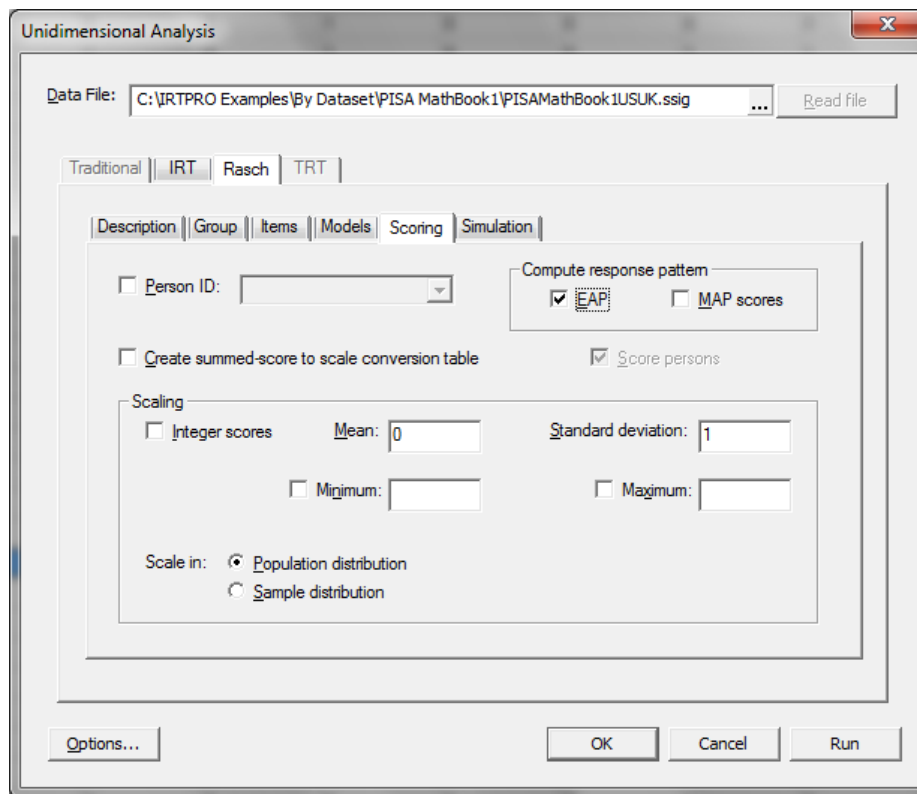 Unidimensional Analysis
Data File: C:\IRTPRO Examples\By Dataset\PISA MathBook1\PISAMathBook1USUK.ssig ... Read file
Traditional IRT Rasch TRT
Description Group Items Models Scoring Simulation
Compute response pattern
Person ID: EAP MAP scores
Create summed-score to scale conversion table Score persons
Scaling
Integer scores Mean: 0 Standard deviation: 1
Minimum: Maximum:
Scale in: Population distribution
Sample distribution
Options... OK Cancel Run